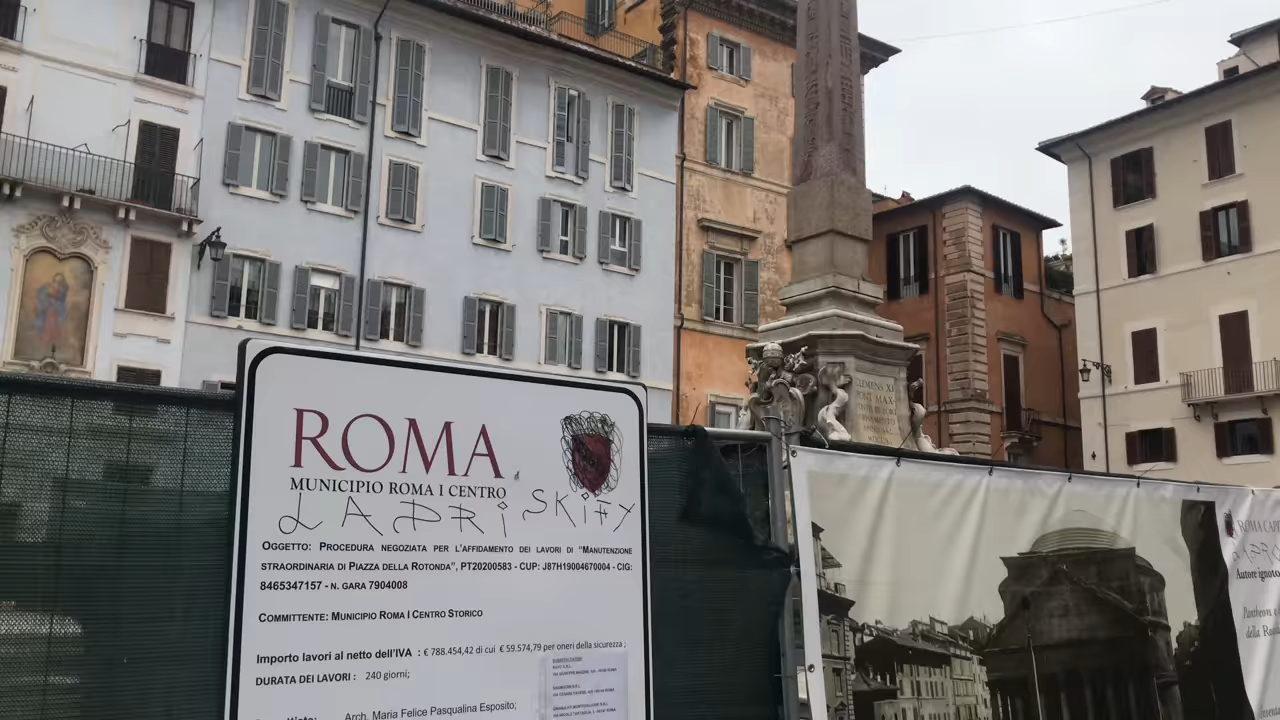 ROMA
MUNICIPIO ROMA I CENTRO
LADRi SKiFY
OGGETTO: PROCEDURA NEGOZIATA PER L'AFFIDAMENTO DEI LAVORI DI "MANUTENZIONE
STRAORDINARIA DI PIAZZA DELLA ROTONDA", PT20200583 - CUP: J87H19004670004 - CIG:
8465347157 - N. GARA 7904008
COMMITTENTE: MUNICIPIO ROMA I CENTRO STORICO
Importo lavori al netto dell'IVA : € 788.454,42 di cui € 59.574,79 per oneri della sicurezza ;
DURATA DEI LAVORI : 240 giorni;
Arch. Maria Felice Pasqualina Esposito;
CLEMENS XI
PONT MAX
ROMA
Autore ignoto
Pantheon
della